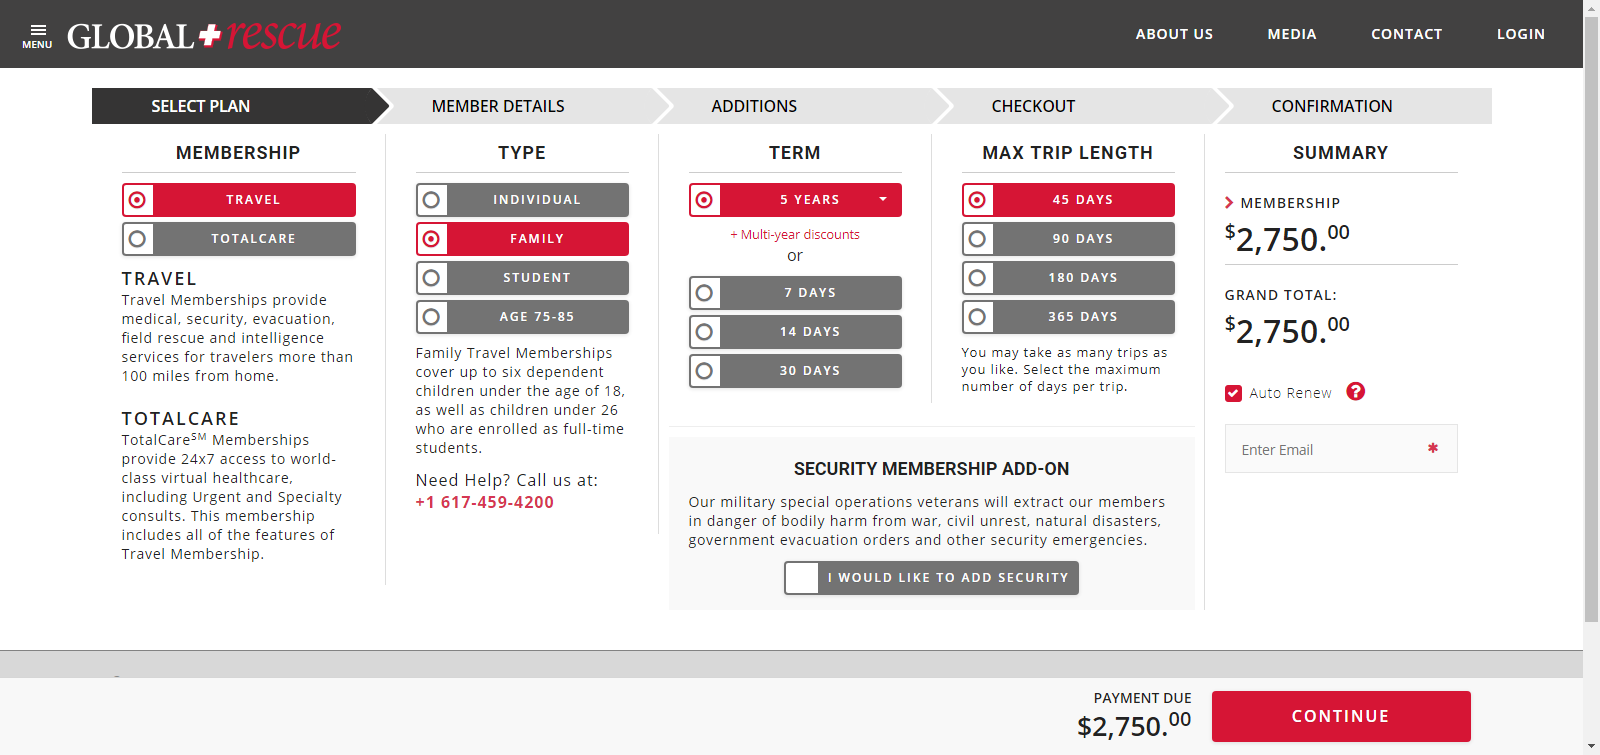 MENU
GLOBAL rescue
ABOUT US
MEDIA
CONTACT
LOGIN
SELECT PLAN
MEMBER DETAILS
ADDITIONS
CHECKOUT
CONFIRMATION
MEMBERSHIP
TRAVEL
TOTALCARE
TRAVEL
Travel Memberships provide
medical, security, evacuation,
field rescue and intelligence
services for travelers more than
100 miles from home.
TOTALCARE
TotalCareSM Memberships
provide 24x7 access to world-
class virtual healthcare,
including Urgent and Specialty
consults. This membership
includes all of the features of
Travel Membership.
TYPE
INDIVIDUAL
FAMILY
STUDENT
AGE 75-85
Family Travel Memberships
cover up to six dependent
children under the age of 18,
as well as children under 26
who are enrolled as full-time
students.
Need Help? Call us at:
+1 617-459-4200
TERM
5 YEARS
+ Multi-year discounts
or
7 DAYS
14 DAYS
30 DAYS
MAX TRIP LENGTH
45 DAYS
90 DAYS
180 DAYS
365 DAYS
You may take as many trips as
you like. Select the maximum
number of days per trip.
SECURITY MEMBERSHIP ADD-ON
Our military special operations veterans will extract our members
in danger of bodily harm from war, civil unrest, natural disasters,
government evacuation orders and other security emergencies.
I WOULD LIKE TO ADD SECURITY
SUMMARY
MEMBERSHIP
$2,750.00
GRAND TOTAL:
$2,750.00
Auto Renew ?
Enter Email *
PAYMENT DUE
$2,750.00
CONTINUE